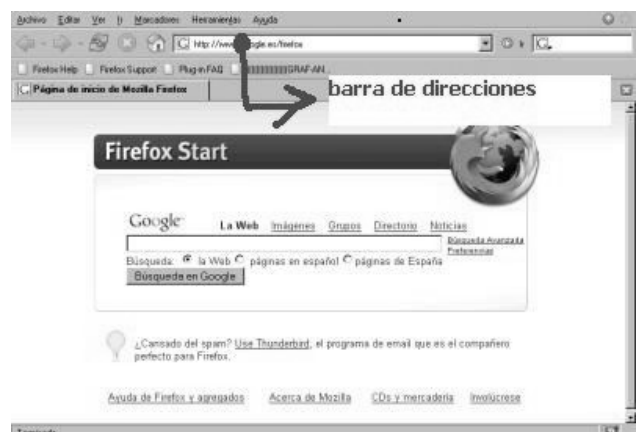 Archivo Editar Ver Ir Marcadores Herramientas Ayuda
Firefox Help Firefox Support Plug-in FAQ
Página de inicio de Mozilla Firefox
barra de direcciones
Firefox Start
Google La Web Imágenes Grupos Directorio Noticias
Búsqueda Avanzada
Preferencias
Búsqueda: la Web páginas en español páginas de España
Búsqueda en Google
¿Cansado del spam? Use Thunderbird, el programa de email que es el compañero
perfecto para Firefox.
Ayuda de Firefox y agregados Acerca de Mozilla CDs y mercadería Involúcrese